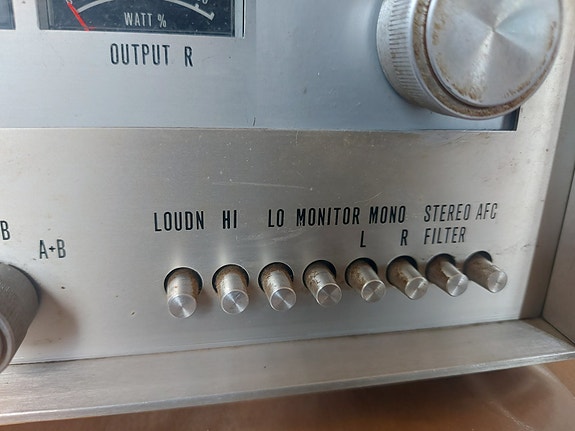 WATT %
OUTPUT R
B
A+B
LOUDN HI LO MONITOR MONO STEREO AFC
L R FILTER